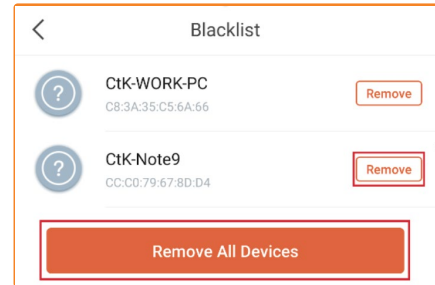 Blacklist
CtK-WORK-PC
C8:3A:35:C5:6A:66
Remove
CtK-Note9
CC:C0:79:67:8D:D4
Remove
Remove All Devices